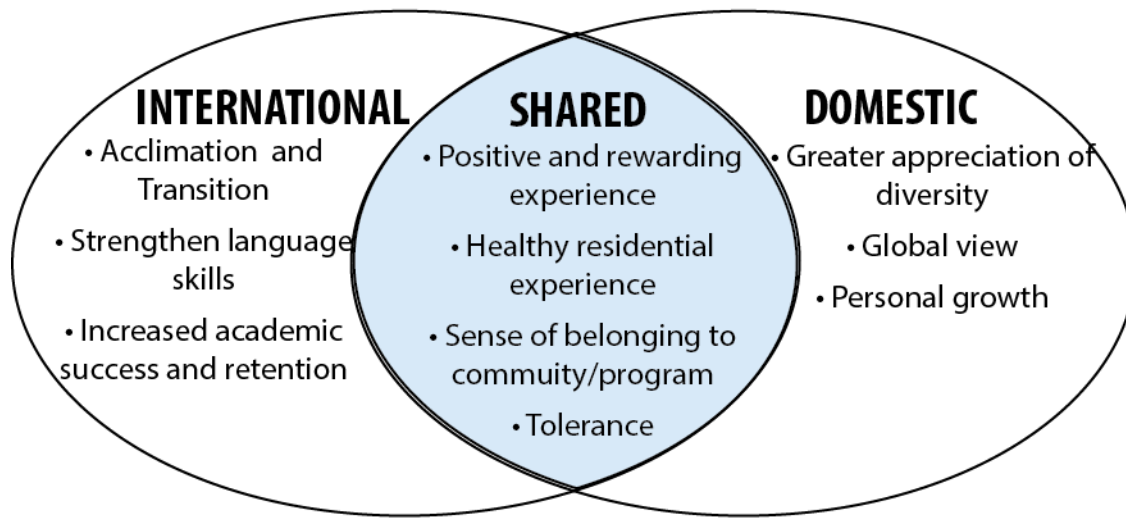 INTERNATIONAL
• Acclimation and
Transition
• Strengthen language
skills
• Increased academic
success and retention
SHARED
• Positive and rewarding
experience
• Healthy residential
experience
• Sense of belonging to
commuity/program
• Tolerance
DOMESTIC
• Greater appreciation of
diversity
• Global view
• Personal growth